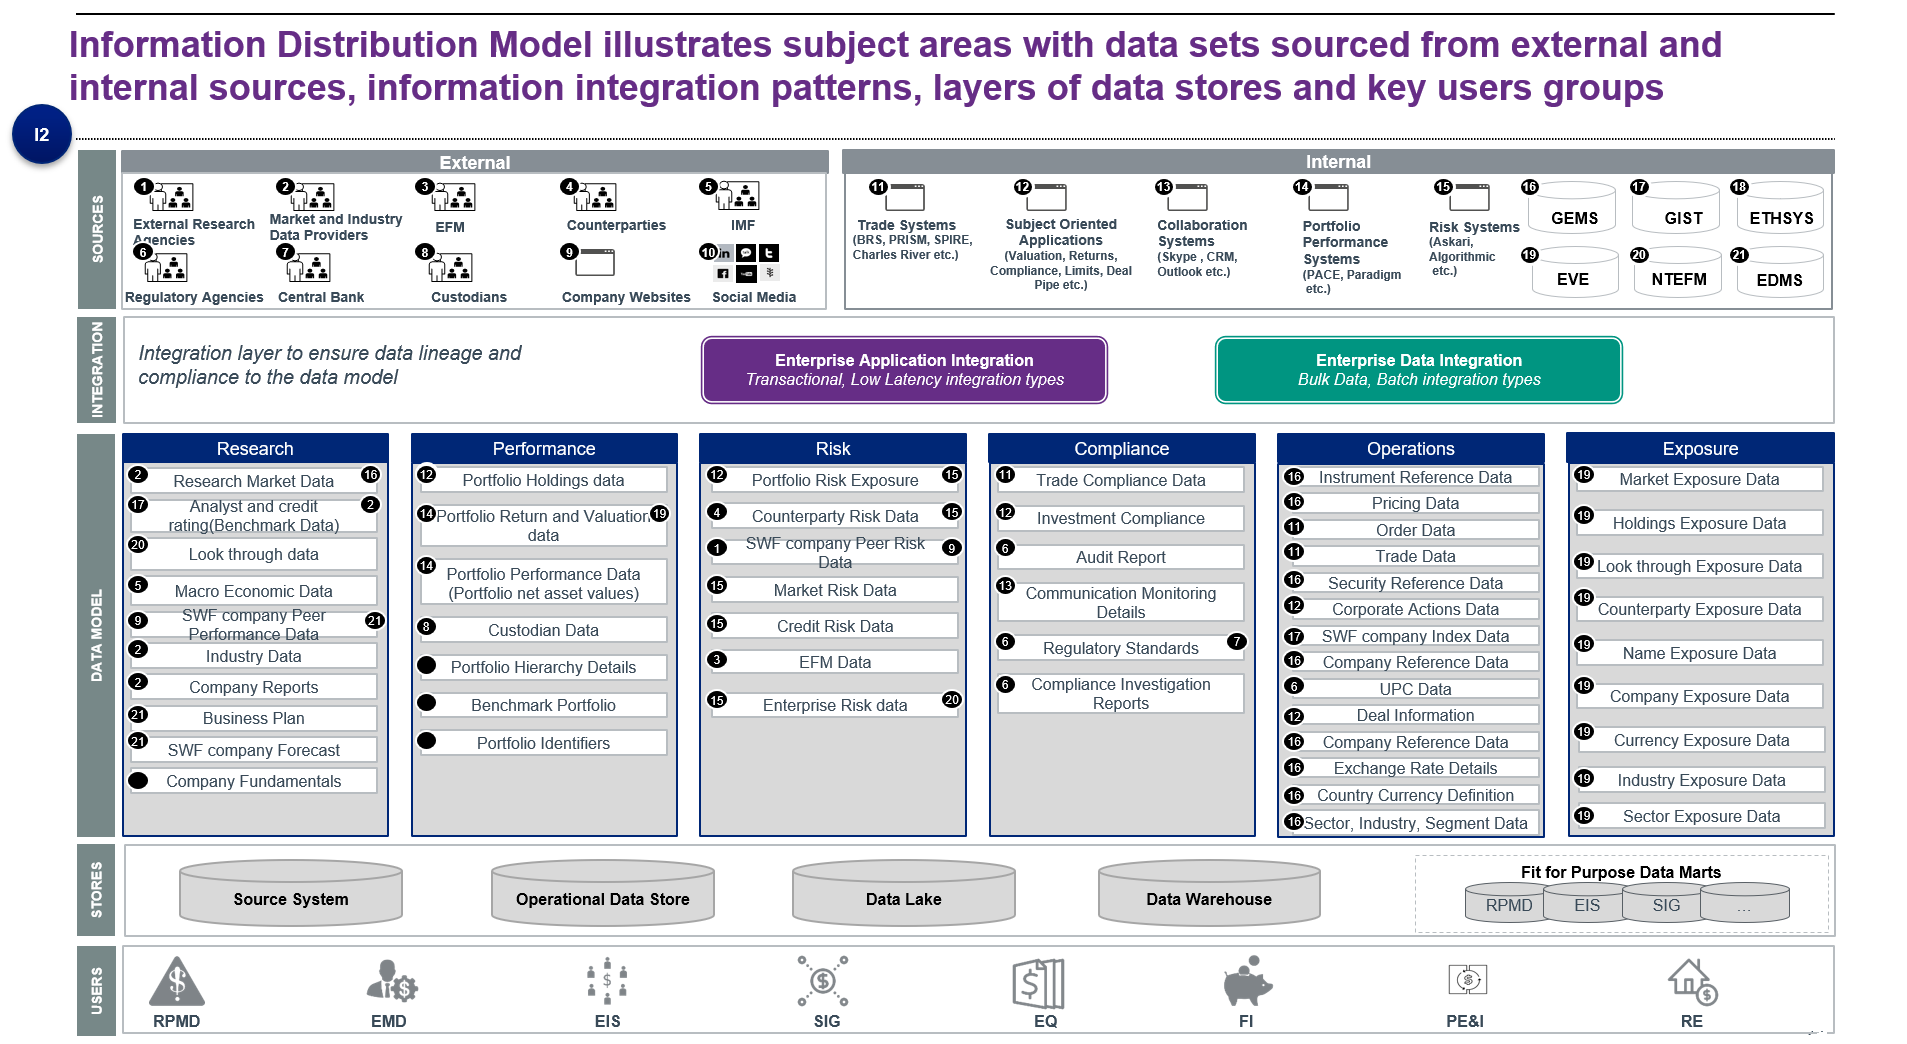 Information Distribution Model illustrates subject areas with data sets sourced from external and
internal sources, information integration patterns, layers of data stores and key users groups
I2
SOURCES
External
1
2
3
4
5
External Research
Agencies
Market and Industry
Data Providers
EFM
Counterparties
IMF
6
7
8
9
10
in
t
f
You
Regulatory Agencies
Central Bank
Custodians
Company Websites
Social Media
Internal
11
12
13
14
15
16
17
18
Trade Systems
(BRS, PRISM, SPIRE,
Charles River etc.)
Subject Oriented
Applications
(Valuation, Returns,
Compliance, Limits, Deal
Pipe etc.)
Collaboration
Systems
(Skype , CRM,
Outlook etc.)
Portfolio
Performance
Systems
(PACE, Paradigm
etc.)
Risk Systems
(Askari,
Algorithmic
etc.)
GEMS
GIST
ETHSYS
19
20
21
EVE
NTEFM
EDMS
INTEGRATION
Integration layer to ensure data lineage and
compliance to the data model
Enterprise Application Integration
Transactional, Low Latency integration types
Enterprise Data Integration
Bulk Data, Batch integration types
DATA MODEL
Research
2 Research Market Data 16
17 Analyst and credit 2
rating(Benchmark Data)
20 Look through data
5 Macro Economic Data
9 SWF company Peer 21
Performance Data
2 Industry Data
2 Company Reports
21 Business Plan
21 SWF company Forecast
Company Fundamentals
Performance
12 Portfolio Holdings data
14 Portfolio Return and Valuation 19
data
14 Portfolio Performance Data
(Portfolio net asset values)
8 Custodian Data
Portfolio Hierarchy Details
Benchmark Portfolio
Portfolio Identifiers
Risk
12 Portfolio Risk Exposure 15
4 Counterparty Risk Data 15
1 SWF company Peer Risk 9
Data
15 Market Risk Data
15 Credit Risk Data
3 EFM Data
15 Enterprise Risk data 20
Compliance
11 Trade Compliance Data
12 Investment Compliance
6 Audit Report
13 Communication Monitoring
Details
6 Regulatory Standards 7
6 Compliance Investigation
Reports
Operations
16 Instrument Reference Data
16 Pricing Data
11 Order Data
11 Trade Data
16 Security Reference Data
12 Corporate Actions Data
17 SWF company Index Data
16 Company Reference Data
6 UPC Data
12 Deal Information
16 Company Reference Data
16 Exchange Rate Details
16 Country Currency Definition
16 Sector, Industry, Segment Data
Exposure
19 Market Exposure Data
19 Holdings Exposure Data
19 Look through Exposure Data
19 Counterparty Exposure Data
19 Name Exposure Data
19 Company Exposure Data
19 Currency Exposure Data
19 Industry Exposure Data
19 Sector Exposure Data
STORES
Source System
Operational Data Store
Data Lake
Data Warehouse
Fit for Purpose Data Marts
RPMD
EIS
SIG
...
USERS
RPMD
EMD
EIS
SIG
EQ
FI
PE&I
RE